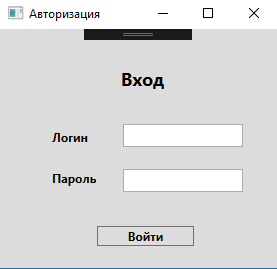 Авторизация
Вход
Логин
Пароль
Войти